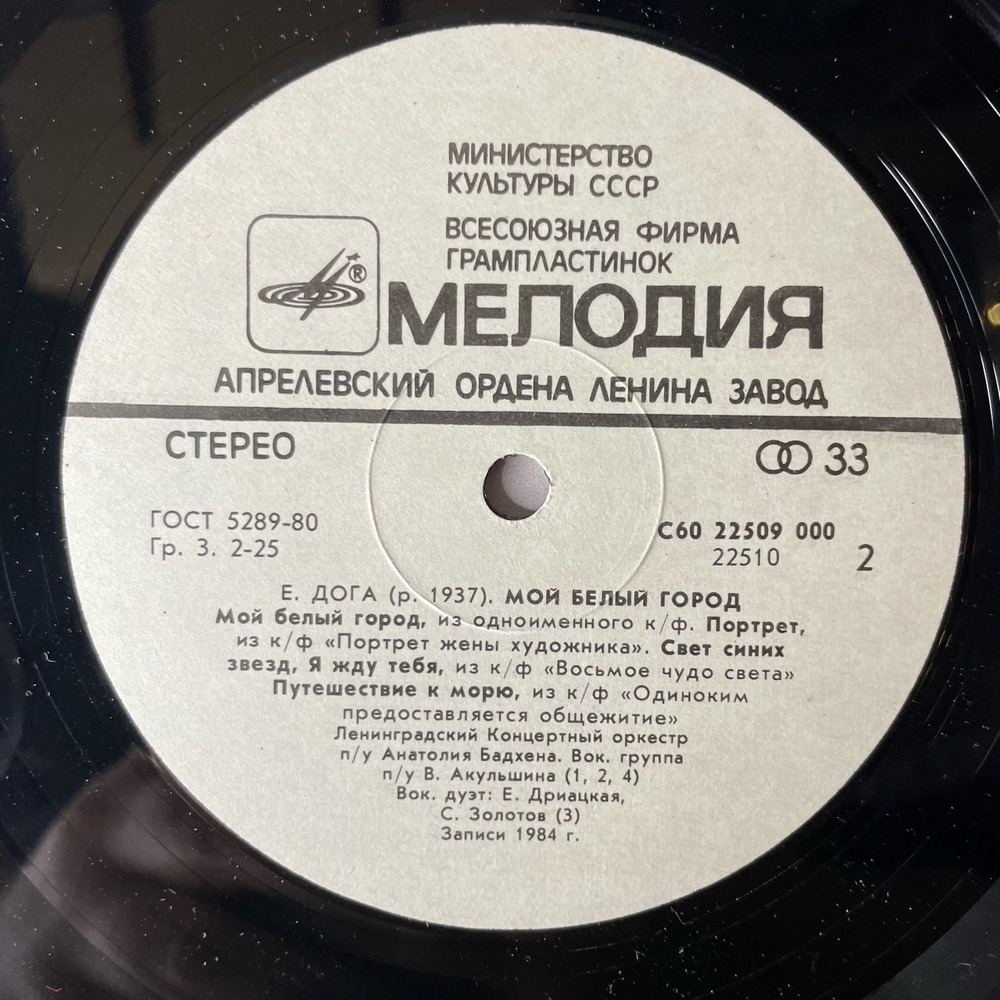 МИНИСТЕРСТВО
КУЛЬТУРЫ СССР
ВСЕСОЮЗНАЯ ФИРМА
ГРАМПЛАСТИНОК
®
МЕЛОДИЯ
АПРЕЛЕВСКИЙ ОРДЕНА ЛЕНИНА ЗАВОД
СТЕРЕО
33
ГОСТ 5289-80
Гр. 3. 2-25
С60 22509 000
22510
2
Е. ДОГА (р. 1937). МОЙ БЕЛЫЙ ГОРОД
Мой белый город, из одноименного к/ф. Портрет,
из к/ф «Портрет жены художника». Свет синих
звезд, Я жду тебя, из к/ф «Восьмое чудо света»
Путешествие к морю, из к/ф «Одиноким
предоставляется общежитие»
Ленинградский Концертный оркестр
п/у Анатолия Бадхена. Вок. группа
п/у В. Акульшина (1, 2, 4)
Вок. дуэт: Е. Дриацкая,
С. Золотов (3)
Записи 1984 г.